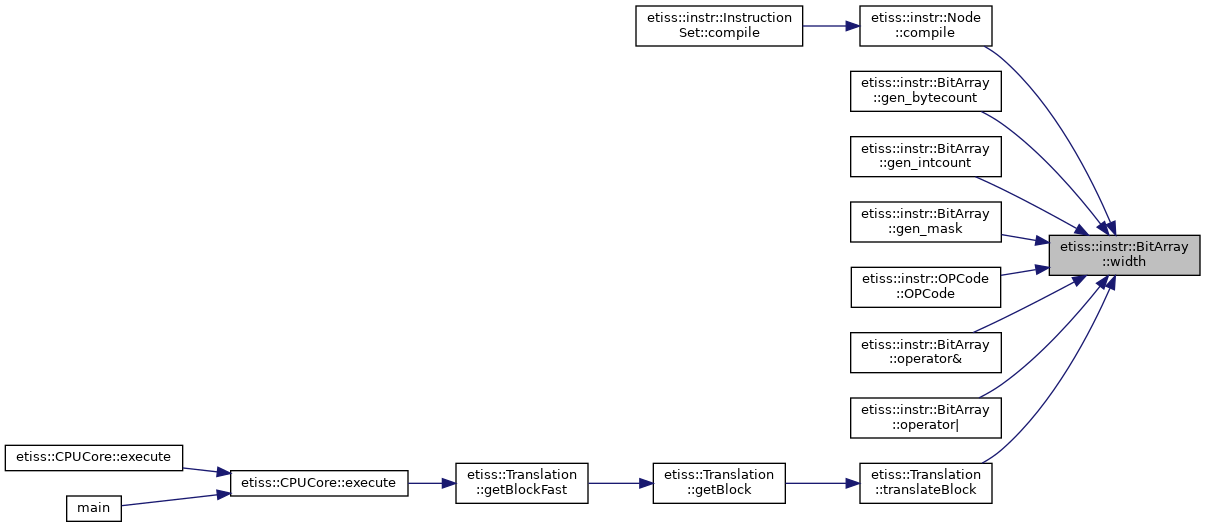 etiss::instr::Instruction
Set::compile
etiss::instr::Node
::compile
etiss::instr::BitArray
::gen_bytecount
etiss::instr::BitArray
::gen_intcount
etiss::instr::BitArray
::gen_mask
etiss::instr::BitArray
::width
etiss::instr::OPCode
::OPCode
etiss::instr::BitArray
::operator&
etiss::instr::BitArray
::operator|
etiss::CPUCore::execute
main
etiss::CPUCore::execute
etiss::Translation
::getBlockFast
etiss::Translation
::getBlock
etiss::Translation
::translateBlock